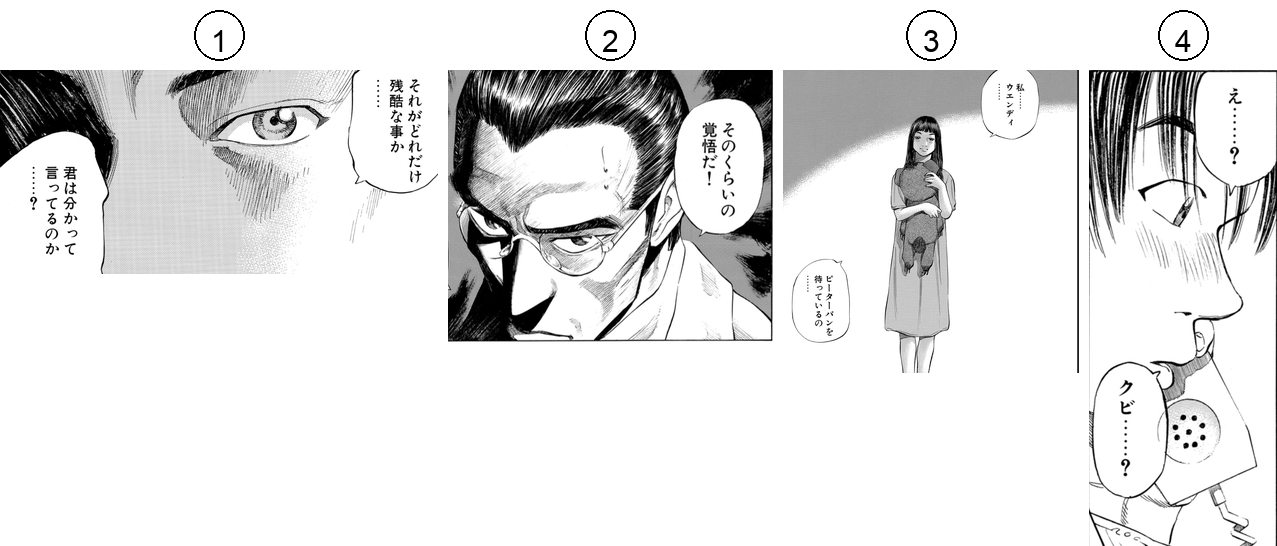 1
それがどれだけ
残酷な事か
……
君は分かって
言ってるのか
……?
2
そのくらいの
覚悟だ!
3
私……
ウエンディ
……
ピーターパンを
待っているの
……
4
え……?
クビ……?